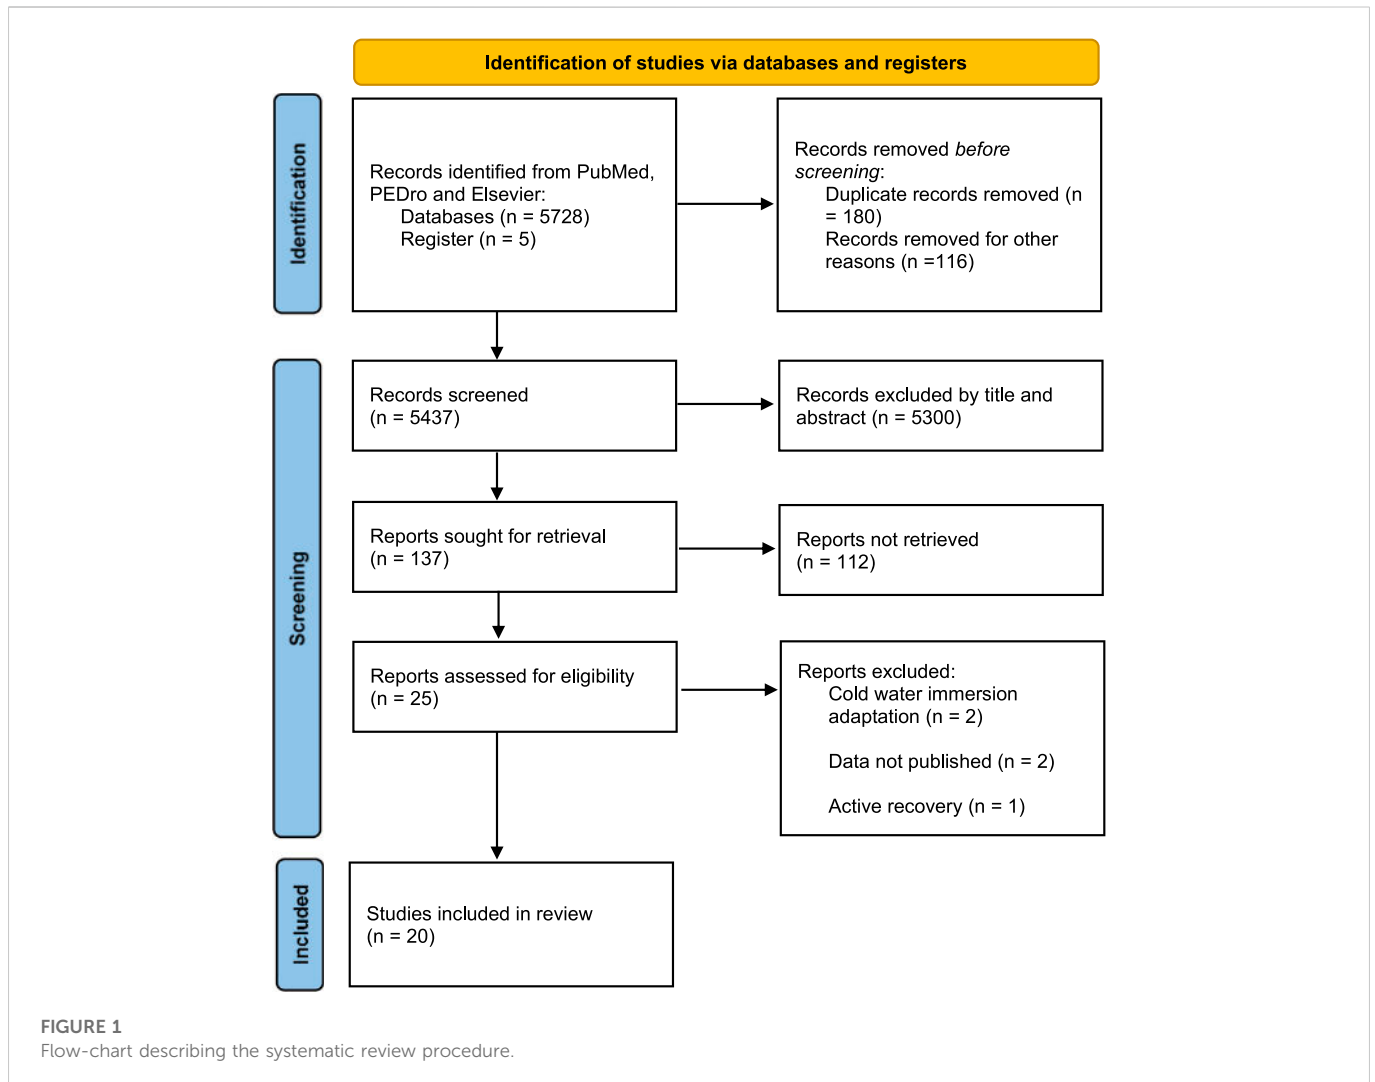 Identification of studies via databases and registers
Identification
Records identified from PubMed,
PEDro and Elsevier:
Databases (n = 5728)
Register (n = 5)
Records removed before
screening:
Duplicate records removed (n
= 180)
Records removed for other
reasons (n =116)
Screening
Records screened
(n = 5437)
Records excluded by title and
abstract (n = 5300)
Reports sought for retrieval
(n = 137)
Reports not retrieved
(n = 112)
Reports assessed for eligibility
(n = 25)
Reports excluded:
Cold water immersion
adaptation (n = 2)
Data not published (n = 2)
Active recovery (n = 1)
Included
Studies included in review
(n = 20)
FIGURE 1
Flow-chart describing the systematic review procedure.